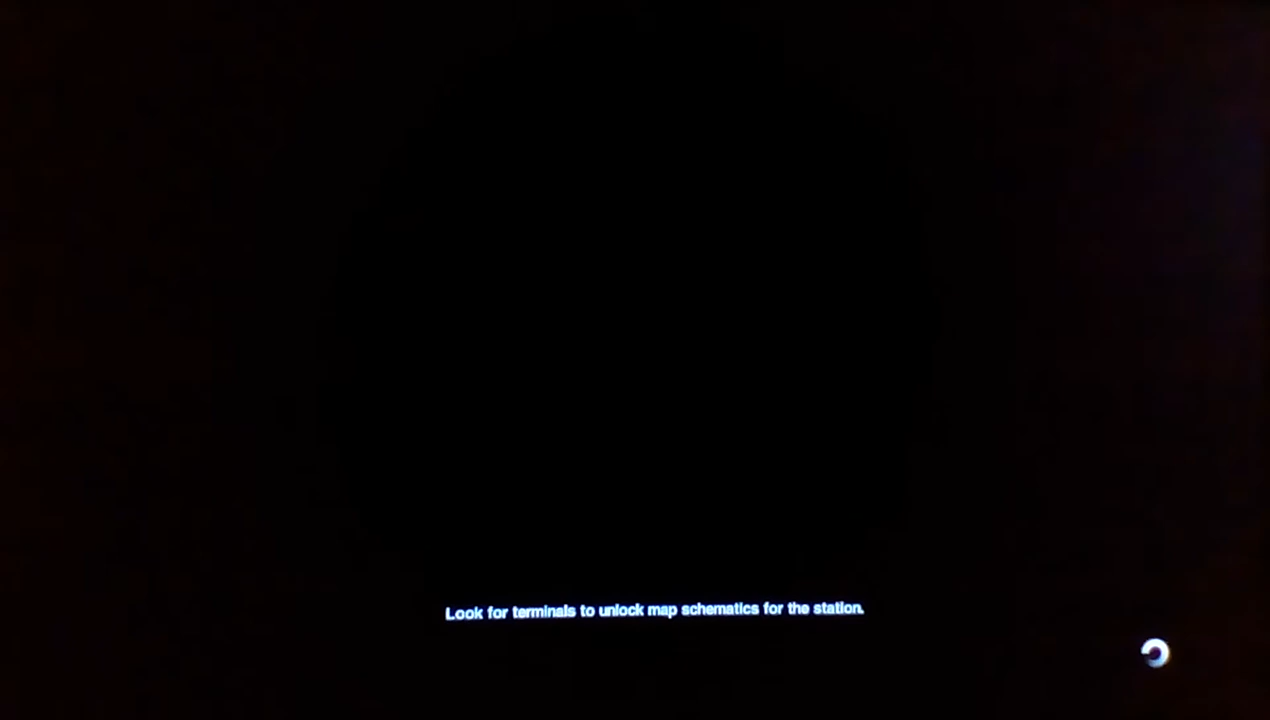 Look for terminals to unlock map schematics for the station.